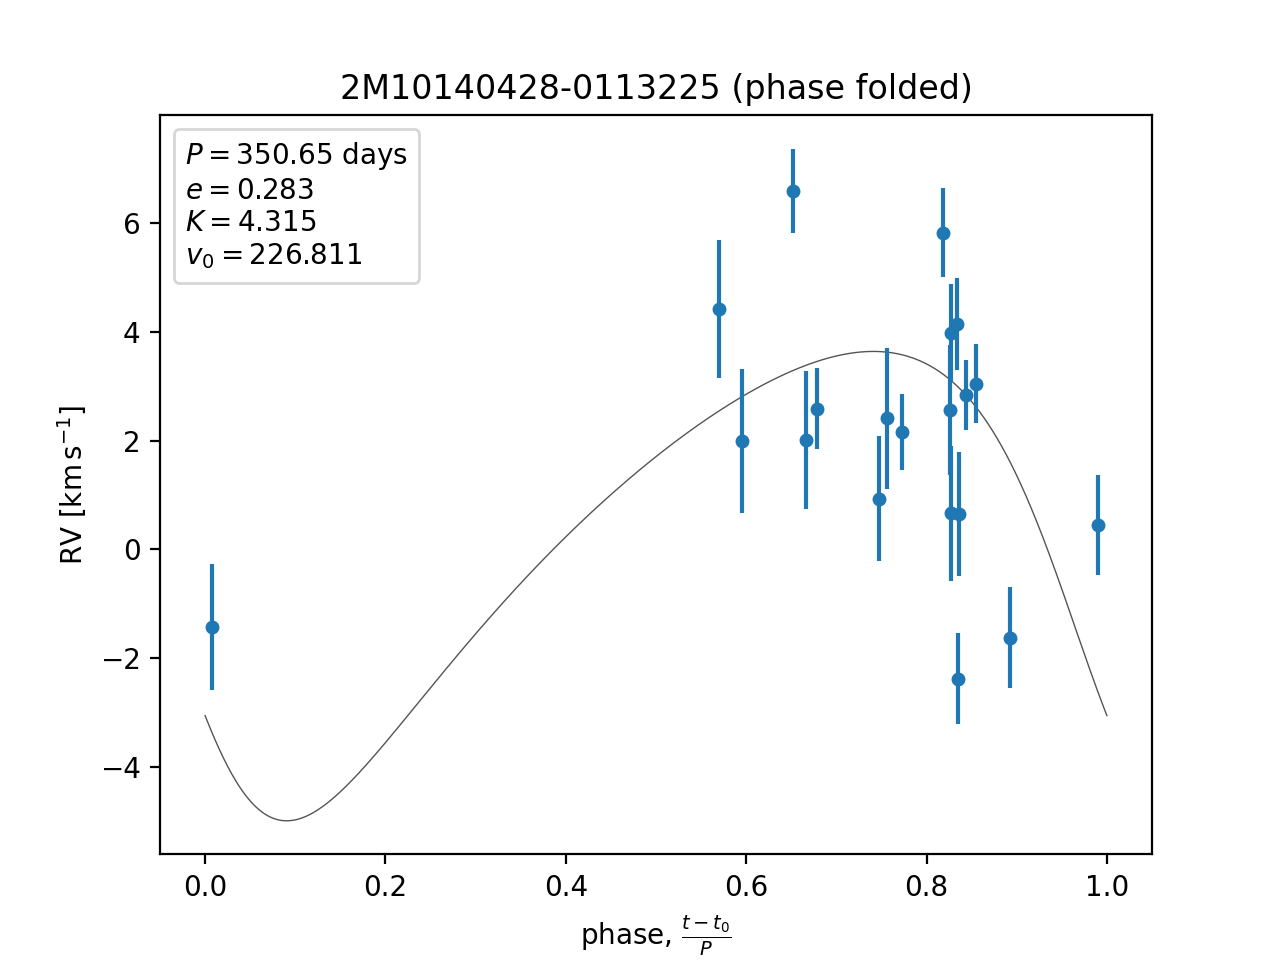 2M10140428-0113225 (phase folded)
P = 350.65 days
e = 0.283
K = 4.315
v₀ = 226.811
6
4
2
0
−2
−4
RV [km s⁻¹]
0.0 0.2 0.4 0.6 0.8 1.0
phase, (t − t₀)/P